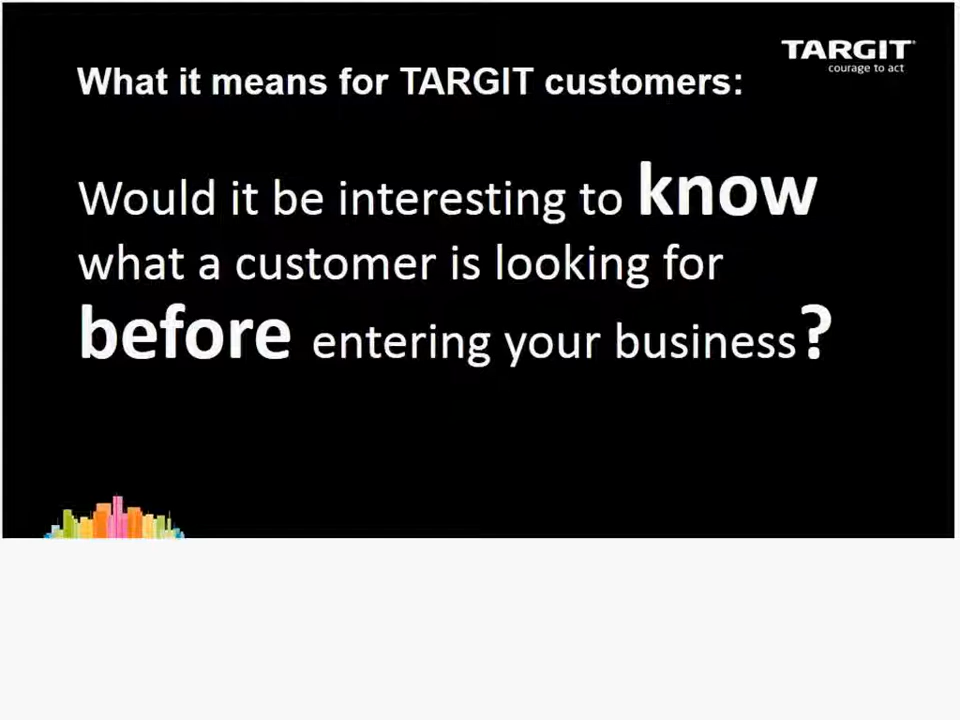 TARGIT
courage to act
What it means for TARGIT customers:
Would it be interesting to know
what a customer is looking for
before entering your business?